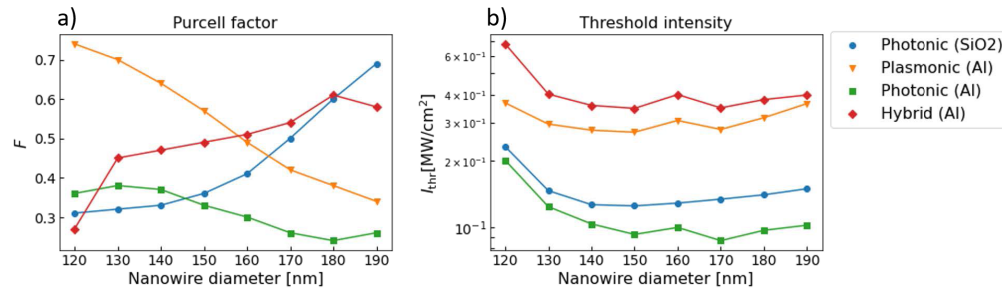 a)
Purcell factor
0.7
0.6
0.5
0.4
0.3
F
120 130 140 150 160 170 180 190
Nanowire diameter [nm]
b)
Threshold intensity
6 × 10⁻¹
4 × 10⁻¹
3 × 10⁻¹
2 × 10⁻¹
10⁻¹
I_thr [MW/cm²]
120 130 140 150 160 170 180 190
Nanowire diameter [nm]
Photonic (SiO2)
Plasmonic (Al)
Photonic (Al)
Hybrid (Al)